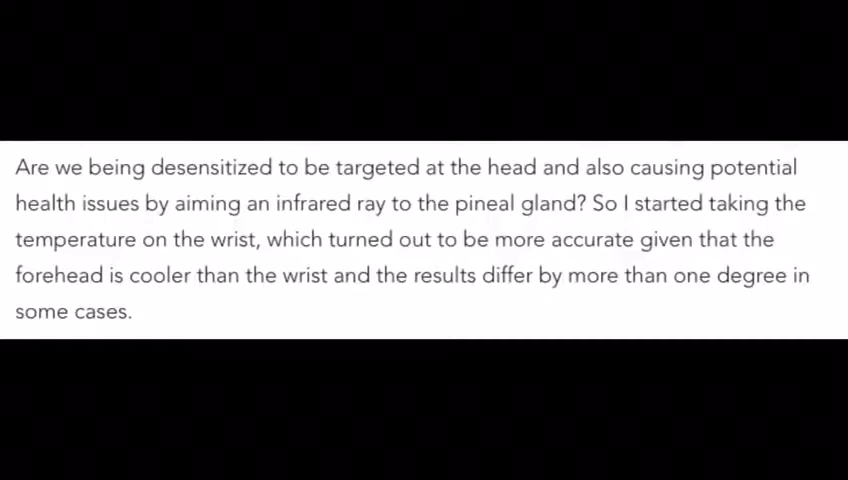 Are we being desensitized to be targeted at the head and also causing potential
health issues by aiming an infrared ray to the pineal gland? So I started taking the
temperature on the wrist, which turned out to be more accurate given that the
forehead is cooler than the wrist and the results differ by more than one degree in
some cases.